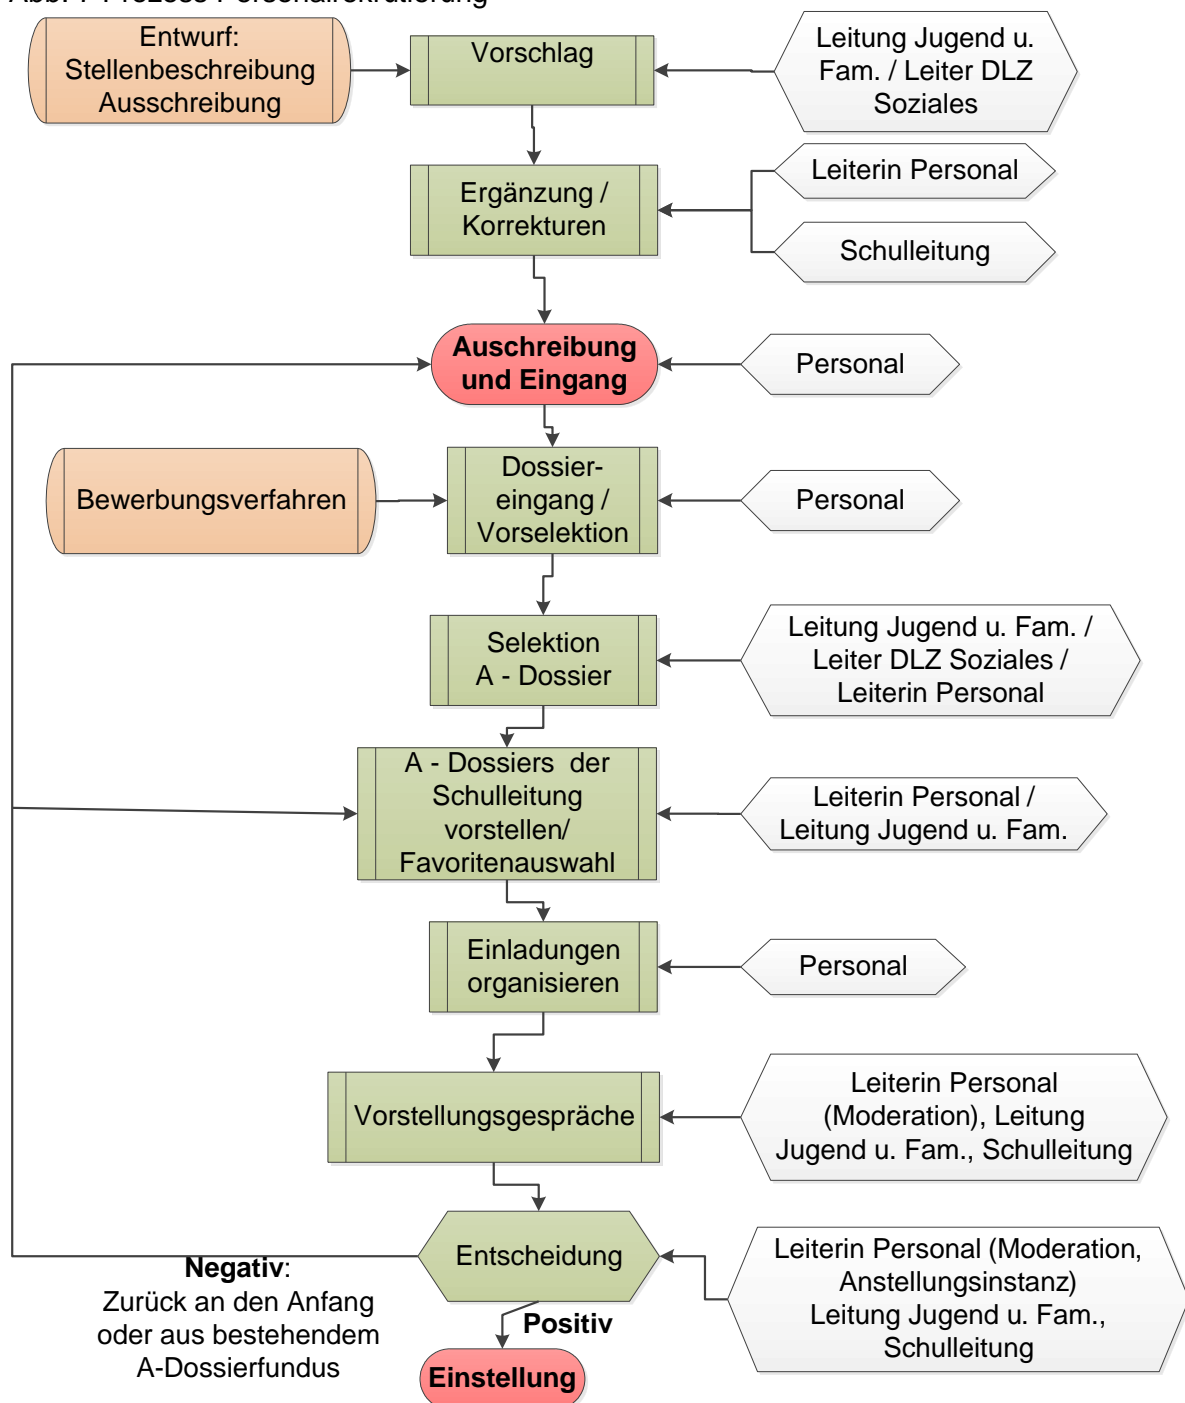 Entwurf:
Stellenbeschreibung
Ausschreibung
Vorschlag
Leitung Jugend u.
Fam. / Leiter DLZ
Soziales
Ergänzung /
Korrekturen
Leiterin Personal
Schulleitung
Auschreibung
und Eingang
Personal
Bewerbungsverfahren
Dossier-
eingang /
Vorselektion
Personal
Selektion
A - Dossier
Leitung Jugend u. Fam. /
Leiter DLZ Soziales /
Leiterin Personal
A - Dossiers der
Schulleitung
vorstellen/
Favoritenauswahl
Leiterin Personal /
Leitung Jugend u. Fam.
Einladungen
organisieren
Personal
Vorstellungsgespräche
Leiterin Personal
(Moderation), Leitung
Jugend u. Fam., Schulleitung
Entscheidung
Leiterin Personal (Moderation,
Anstellungsinstanz)
Leitung Jugend u. Fam.,
Schulleitung
Negativ:
Zurück an den Anfang
oder aus bestehendem
A-Dossierfundus
Positiv
Einstellung